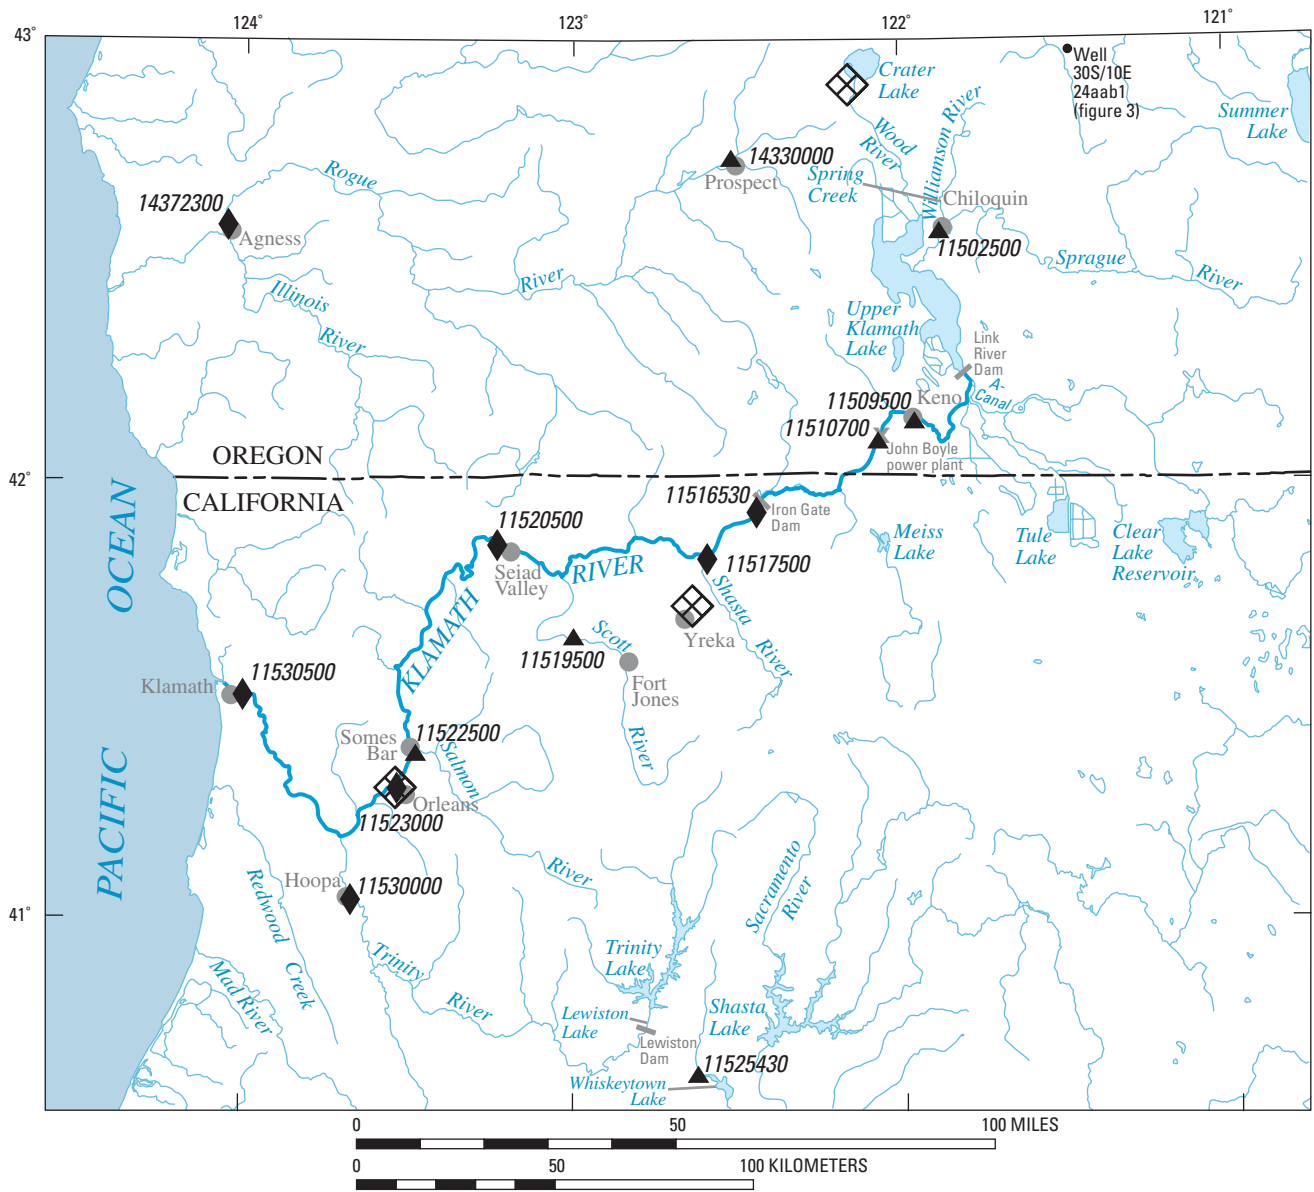 124°
123°
122°
121°
43°
Well
30S/10E
24aab1
(figure 3)
Crater
Lake
Summer
Lake
Wood
River
Williamson River
14330000
Prospect
Spring
Creek
Chiloquin
11502500
Rogue
14372300
Agness
Sprague
River
River
Illinois
River
Upper
Klamath
Lake
Link
River
Dam
A-
Canal
Keno
11509500
11510700
John Boyle
power plant
OREGON
42°
CALIFORNIA
11516530
Iron Gate
Dam
11520500
Seiad
Valley
KLAMATH
RIVER
11517500
Meiss
Lake
Tule
Lake
Clear
Lake
Reservoir
Shasta
River
Yreka
Scott
River
11519500
Fort
Jones
PACIFIC
OCEAN
Klamath
11530500
Somes
Bar
11522500
Salmon
River
Orleans
11523000
Hoopa
11530000
41°
Redwood
Creek
Mad River
Trinity
River
Trinity
Lake
Sacramento
River
Lewiston
Lake
Lewiston
Dam
Shasta
Lake
11525430
Whiskeytown
Lake
0
50
100 MILES
0
50
100 KILOMETERS